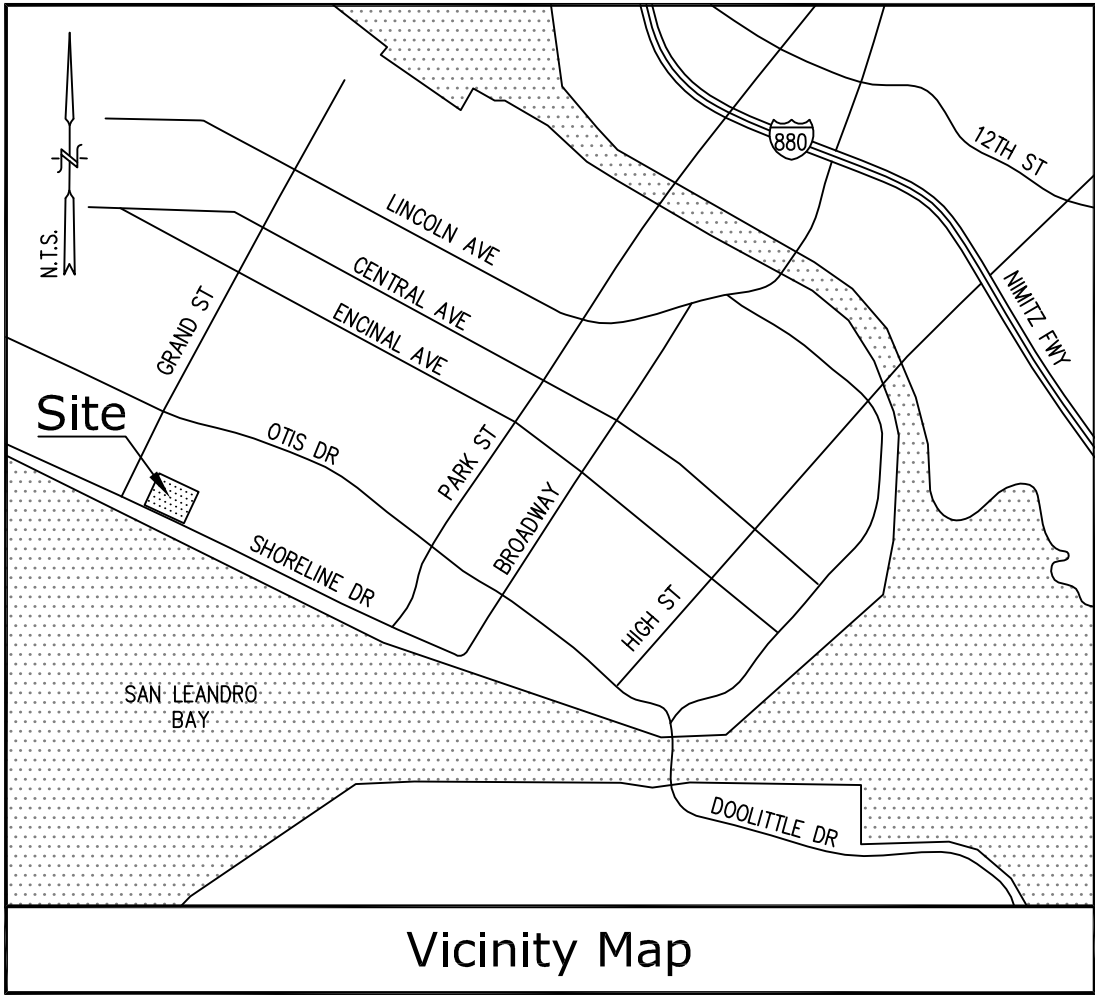 880
12TH ST
N
N.T.S.
LINCOLN AVE
CENTRAL AVE
ENCINAL AVE
GRAND ST
NIMITZ FWY
Site
OTIS DR
PARK ST
BROADWAY
SHORELINE DR
HIGH ST
SAN LEANDRO
BAY
DOOLITTLE DR
Vicinity Map